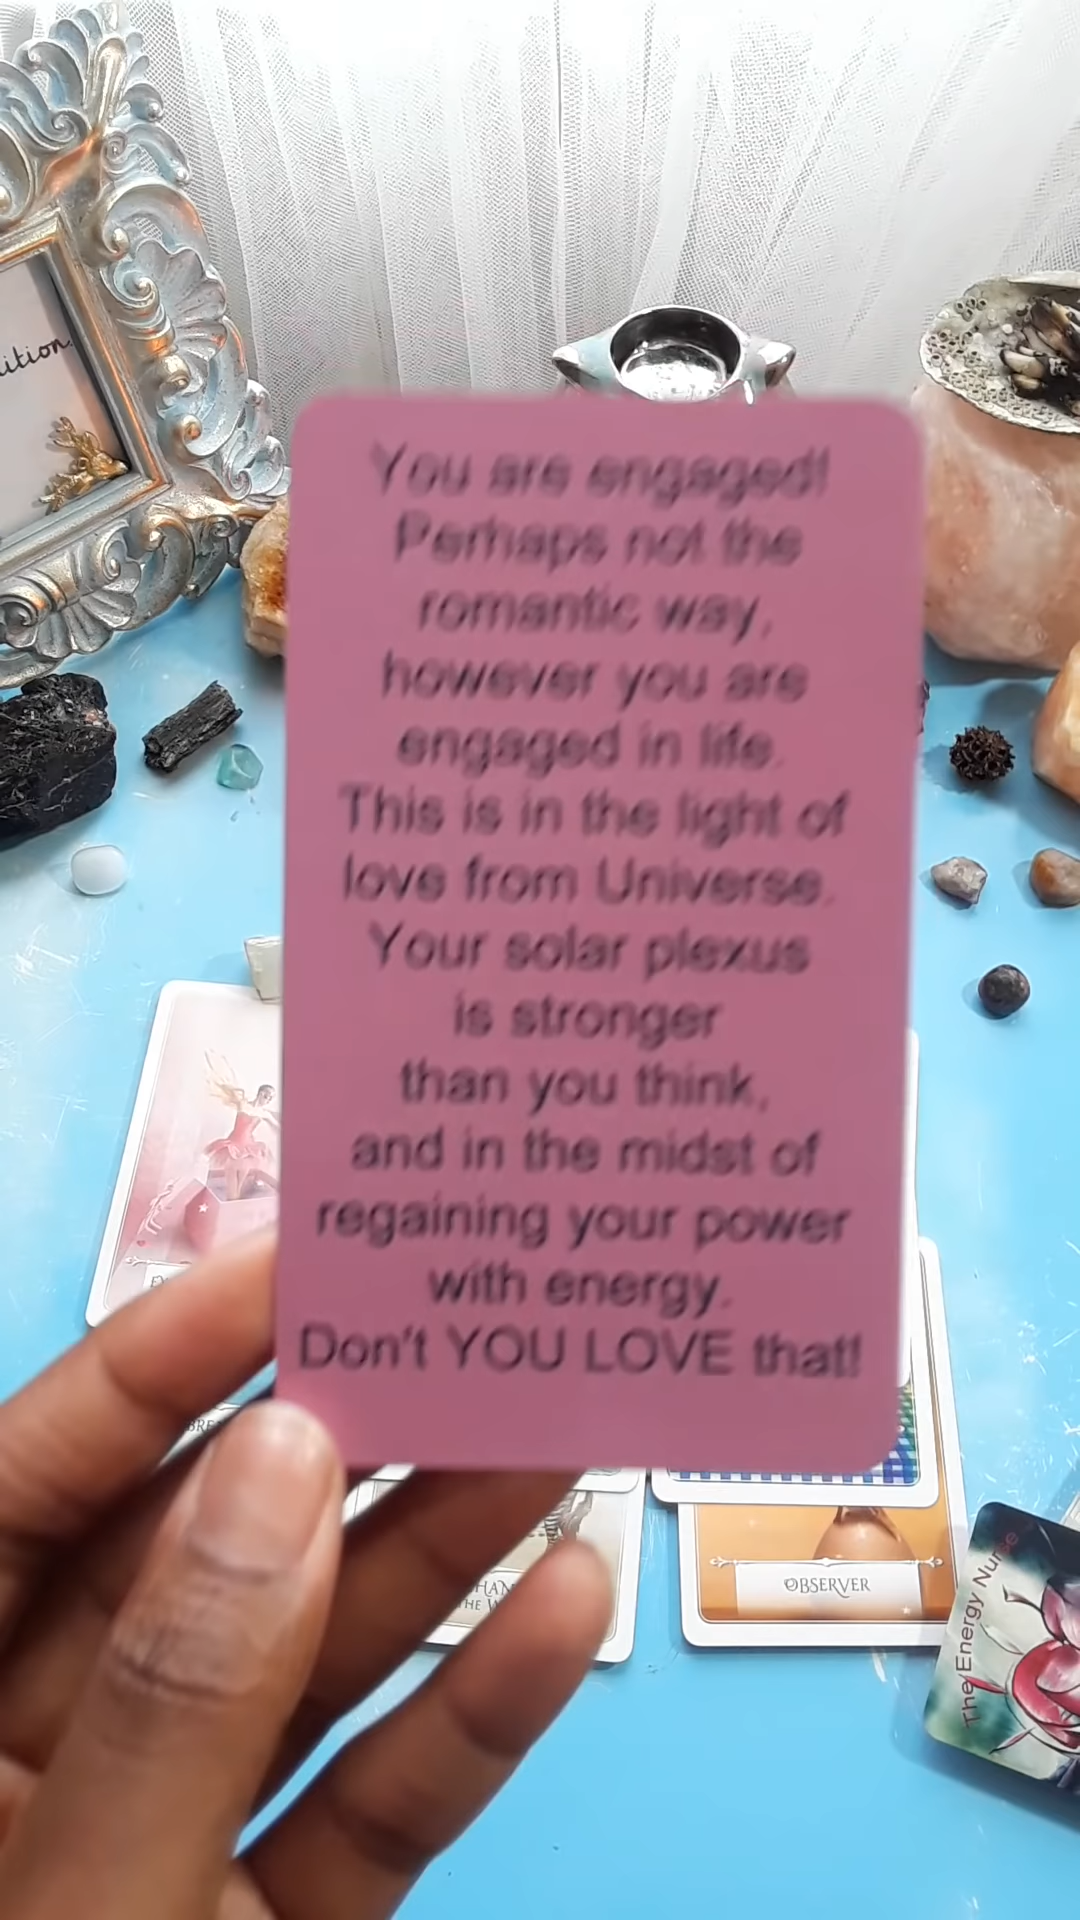 ition.
You are engaged!
Perhaps not the
romantic way,
however you are
engaged in life.
This is in the light of
love from Universe.
Your solar plexus
is stronger
than you think,
and in the midst of
regaining your power
with energy.
Don't YOU LOVE that!
OBSERVER
The Energy Nurse